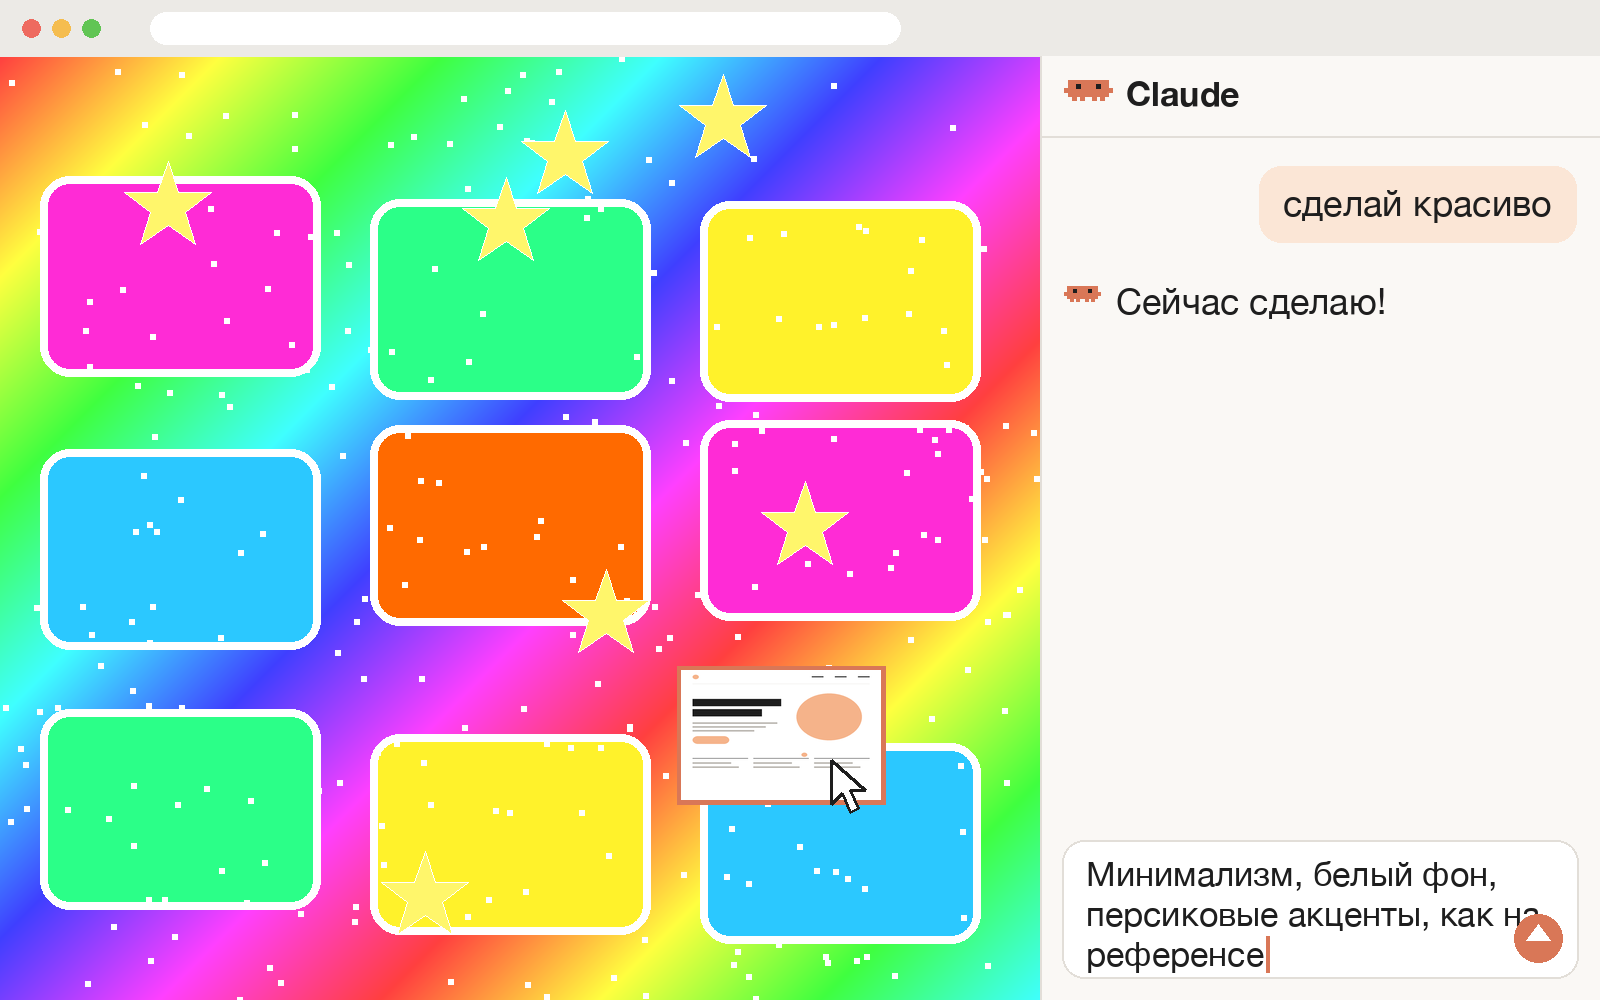 Claude
сделай красиво
Сейчас сделаю!
Минимализм, белый фон,
персиковые акценты, как на
референсе